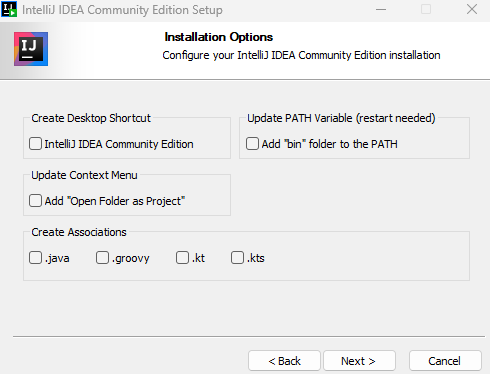 IntelliJ IDEA Community Edition Setup
IJ
Installation Options
Configure your IntelliJ IDEA Community Edition installation
Create Desktop Shortcut
IntelliJ IDEA Community Edition
Update PATH Variable (restart needed)
Add "bin" folder to the PATH
Update Context Menu
Add "Open Folder as Project"
Create Associations
.java .groovy .kt .kts
< Back Next > Cancel